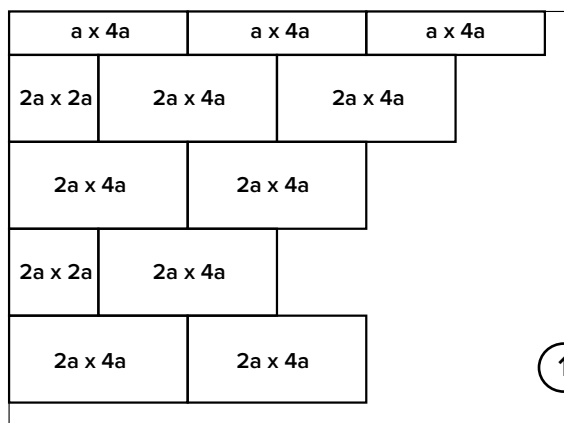 a x 4a a x 4a a x 4a
2a x 2a 2a x 4a 2a x 4a
2a x 4a 2a x 4a
2a x 2a 2a x 4a
2a x 4a 2a x 4a